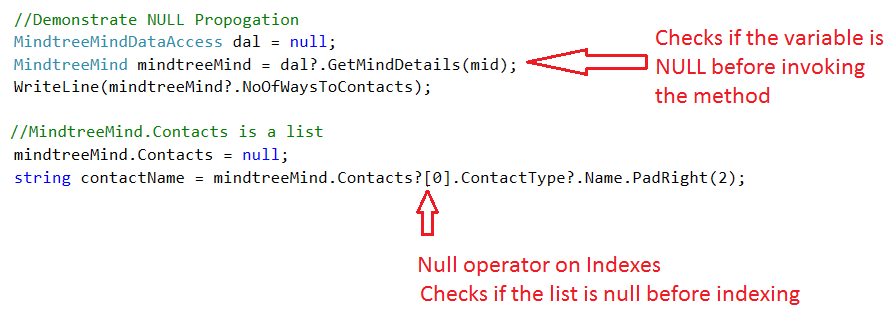 //Demonstrate NULL Propogation
MindtreeMindDataAccess dal = null;
MindtreeMind mindtreeMind = dal?.GetMindDetails(mid);
WriteLine(mindtreeMind?.NoOfWaysToContacts);
Checks if the variable is
NULL before invoking
the method
//MindtreeMind.Contacts is a list
mindtreeMind.Contacts = null;
string contactName = mindtreeMind.Contacts?[0].ContactType?.Name.PadRight(2);
Null operator on Indexes
Checks if the list is null before indexing